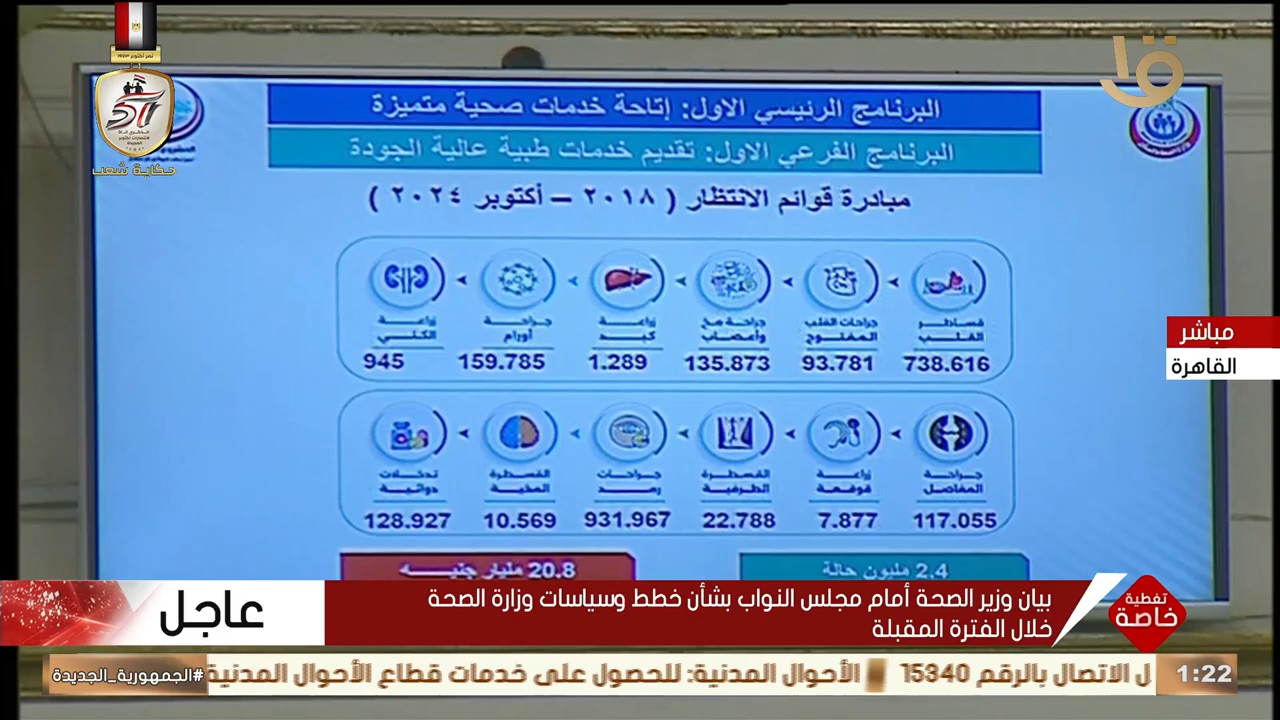 نصر أكتوبر ١٩٧٣
حكاية شعب
البرنامج الرئيسي الاول: إتاحة خدمات صحية متميزة
البرنامج الفرعي الاول: تقديم خدمات طبية عالية الجودة
مبادرة قوائم الانتظار ( ٢٠١٨ – أكتوبر ٢٠٢٤ )
قساطر القلب
738.616
جراحات القلب المفتوح
93.781
جراحة مخ وأعصاب
135.873
زراعة كبد
1.289
جراحة أورام
159.785
زراعة الكلي
945
جراحة المفاصل
117.055
زراعة قوقعة
7.877
القسطرة الطرفية
22.788
جراحات رمد
931.967
القسطرة المخية
10.569
تدخلات دوائية
128.927
2.4 مليون حالة
20.8 مليار جنيه
مباشر
القاهرة
تغطية خاصة
بيان وزير الصحة أمام مجلس النواب بشأن خطط وسياسات وزارة الصحة
خلال الفترة المقبلة
عاجل
1:22
ل الاتصال بالرقم 15340
الأحوال المدنية: للحصول على خدمات قطاع الأحوال المدنية
#الجمهورية_الجديدة